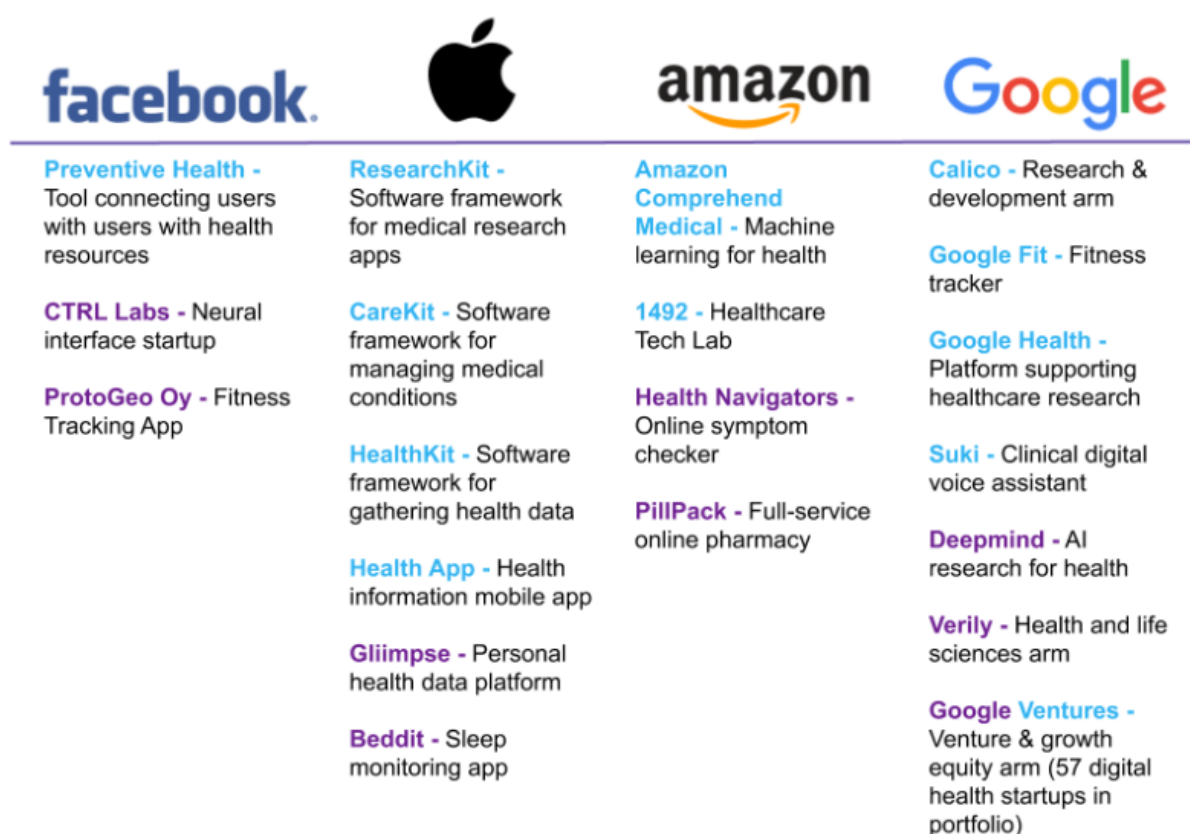 facebook.
amazon
Google
Preventive Health -
Tool connecting users
with users with health
resources
CTRL Labs - Neural
interface startup
ProtoGeo Oy - Fitness
Tracking App
ResearchKit -
Software framework
for medical research
apps
CareKit - Software
framework for
managing medical
conditions
HealthKit - Software
framework for
gathering health data
Health App - Health
information mobile app
Gliimpse - Personal
health data platform
Beddit - Sleep
monitoring app
Amazon
Comprehend
Medical - Machine
learning for health
1492 - Healthcare
Tech Lab
Health Navigators -
Online symptom
checker
PillPack - Full-service
online pharmacy
Calico - Research &
development arm
Google Fit - Fitness
tracker
Google Health -
Platform supporting
healthcare research
Suki - Clinical digital
voice assistant
Deepmind - AI
research for health
Verily - Health and life
sciences arm
Google Ventures -
Venture & growth
equity arm (57 digital
health startups in
portfolio)